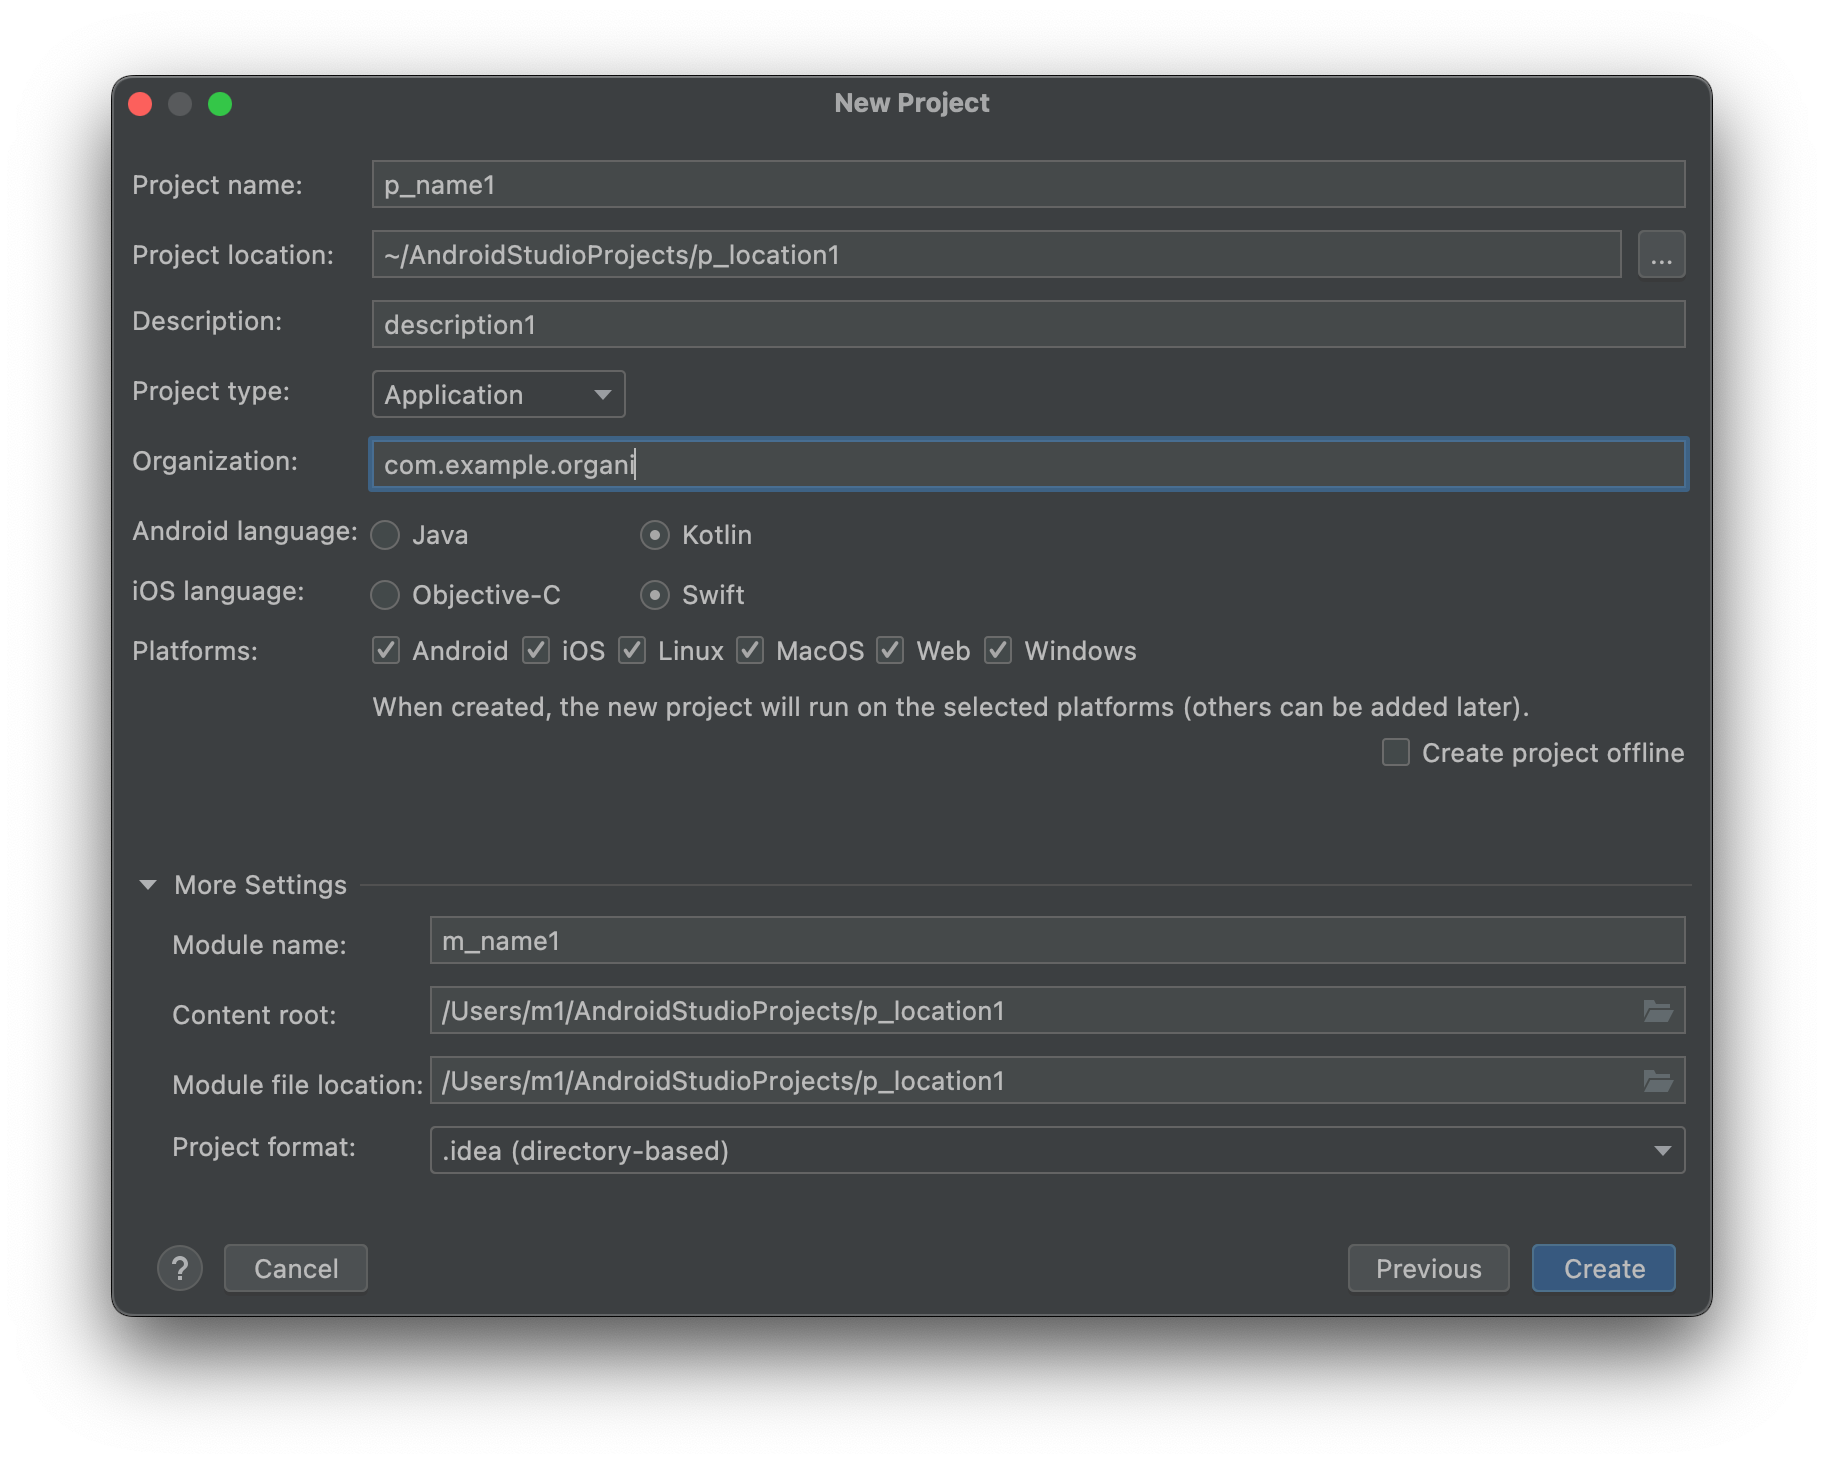 New Project
Project name: p_name1
Project location: ~/AndroidStudioProjects/p_location1 ...
Description: description1
Project type: Application
Organization: com.example.organi
Android language: Java Kotlin
iOS language: Objective-C Swift
Platforms: Android iOS Linux MacOS Web Windows
When created, the new project will run on the selected platforms (others can be added later).
Create project offline
More Settings
Module name: m_name1
Content root: /Users/m1/AndroidStudioProjects/p_location1
Module file location: /Users/m1/AndroidStudioProjects/p_location1
Project format: .idea (directory-based)
? Cancel Previous Create